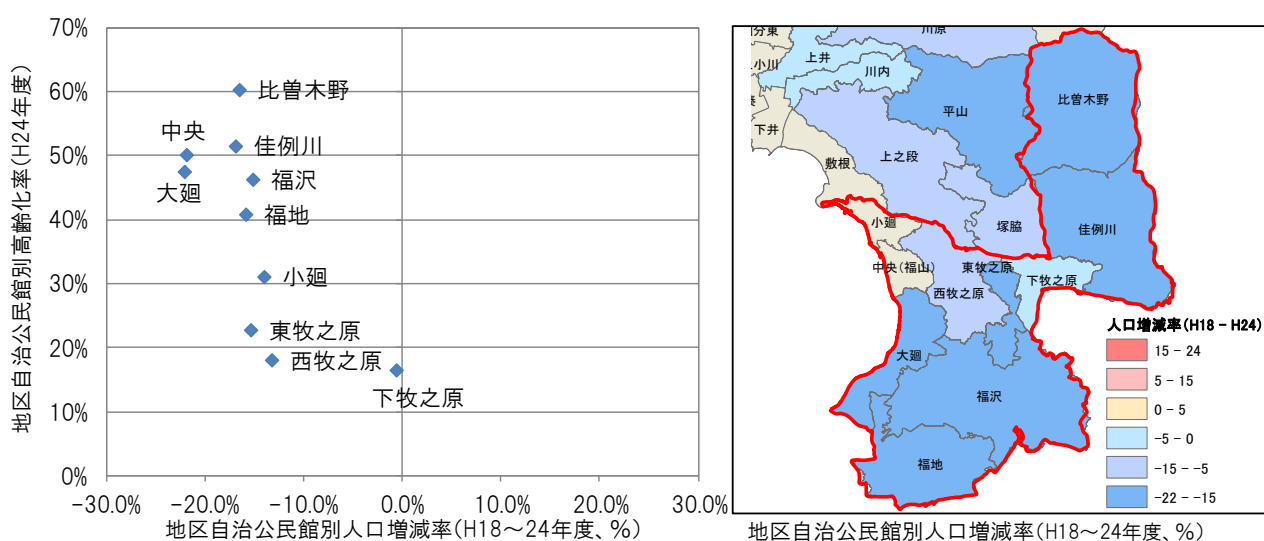 地区自治公民館別高齢化率(H24年度)
70%
60%
50%
40%
30%
20%
10%
0%
比曽木野
中央
佳例川
大廻
福沢
福地
小廻
東牧之原
西牧之原
下牧之原
-30.0%
-20.0%
-10.0%
0.0%
10.0%
20.0%
30.0%
地区自治公民館別人口増減率(H18～24年度、%)
川原
上井
小川
川内
比曽木野
平山
下井
敷根
上之段
小廻
塚脇
佳例川
中央(福山)
東牧之原
西牧之原
下牧之原
大廻
福沢
福地
人口増減率(H18 - H24)
15 - 24
5 - 15
0 - 5
-5 - 0
-15 - -5
-22 - -15
地区自治公民館別人口増減率(H18～24年度、%)